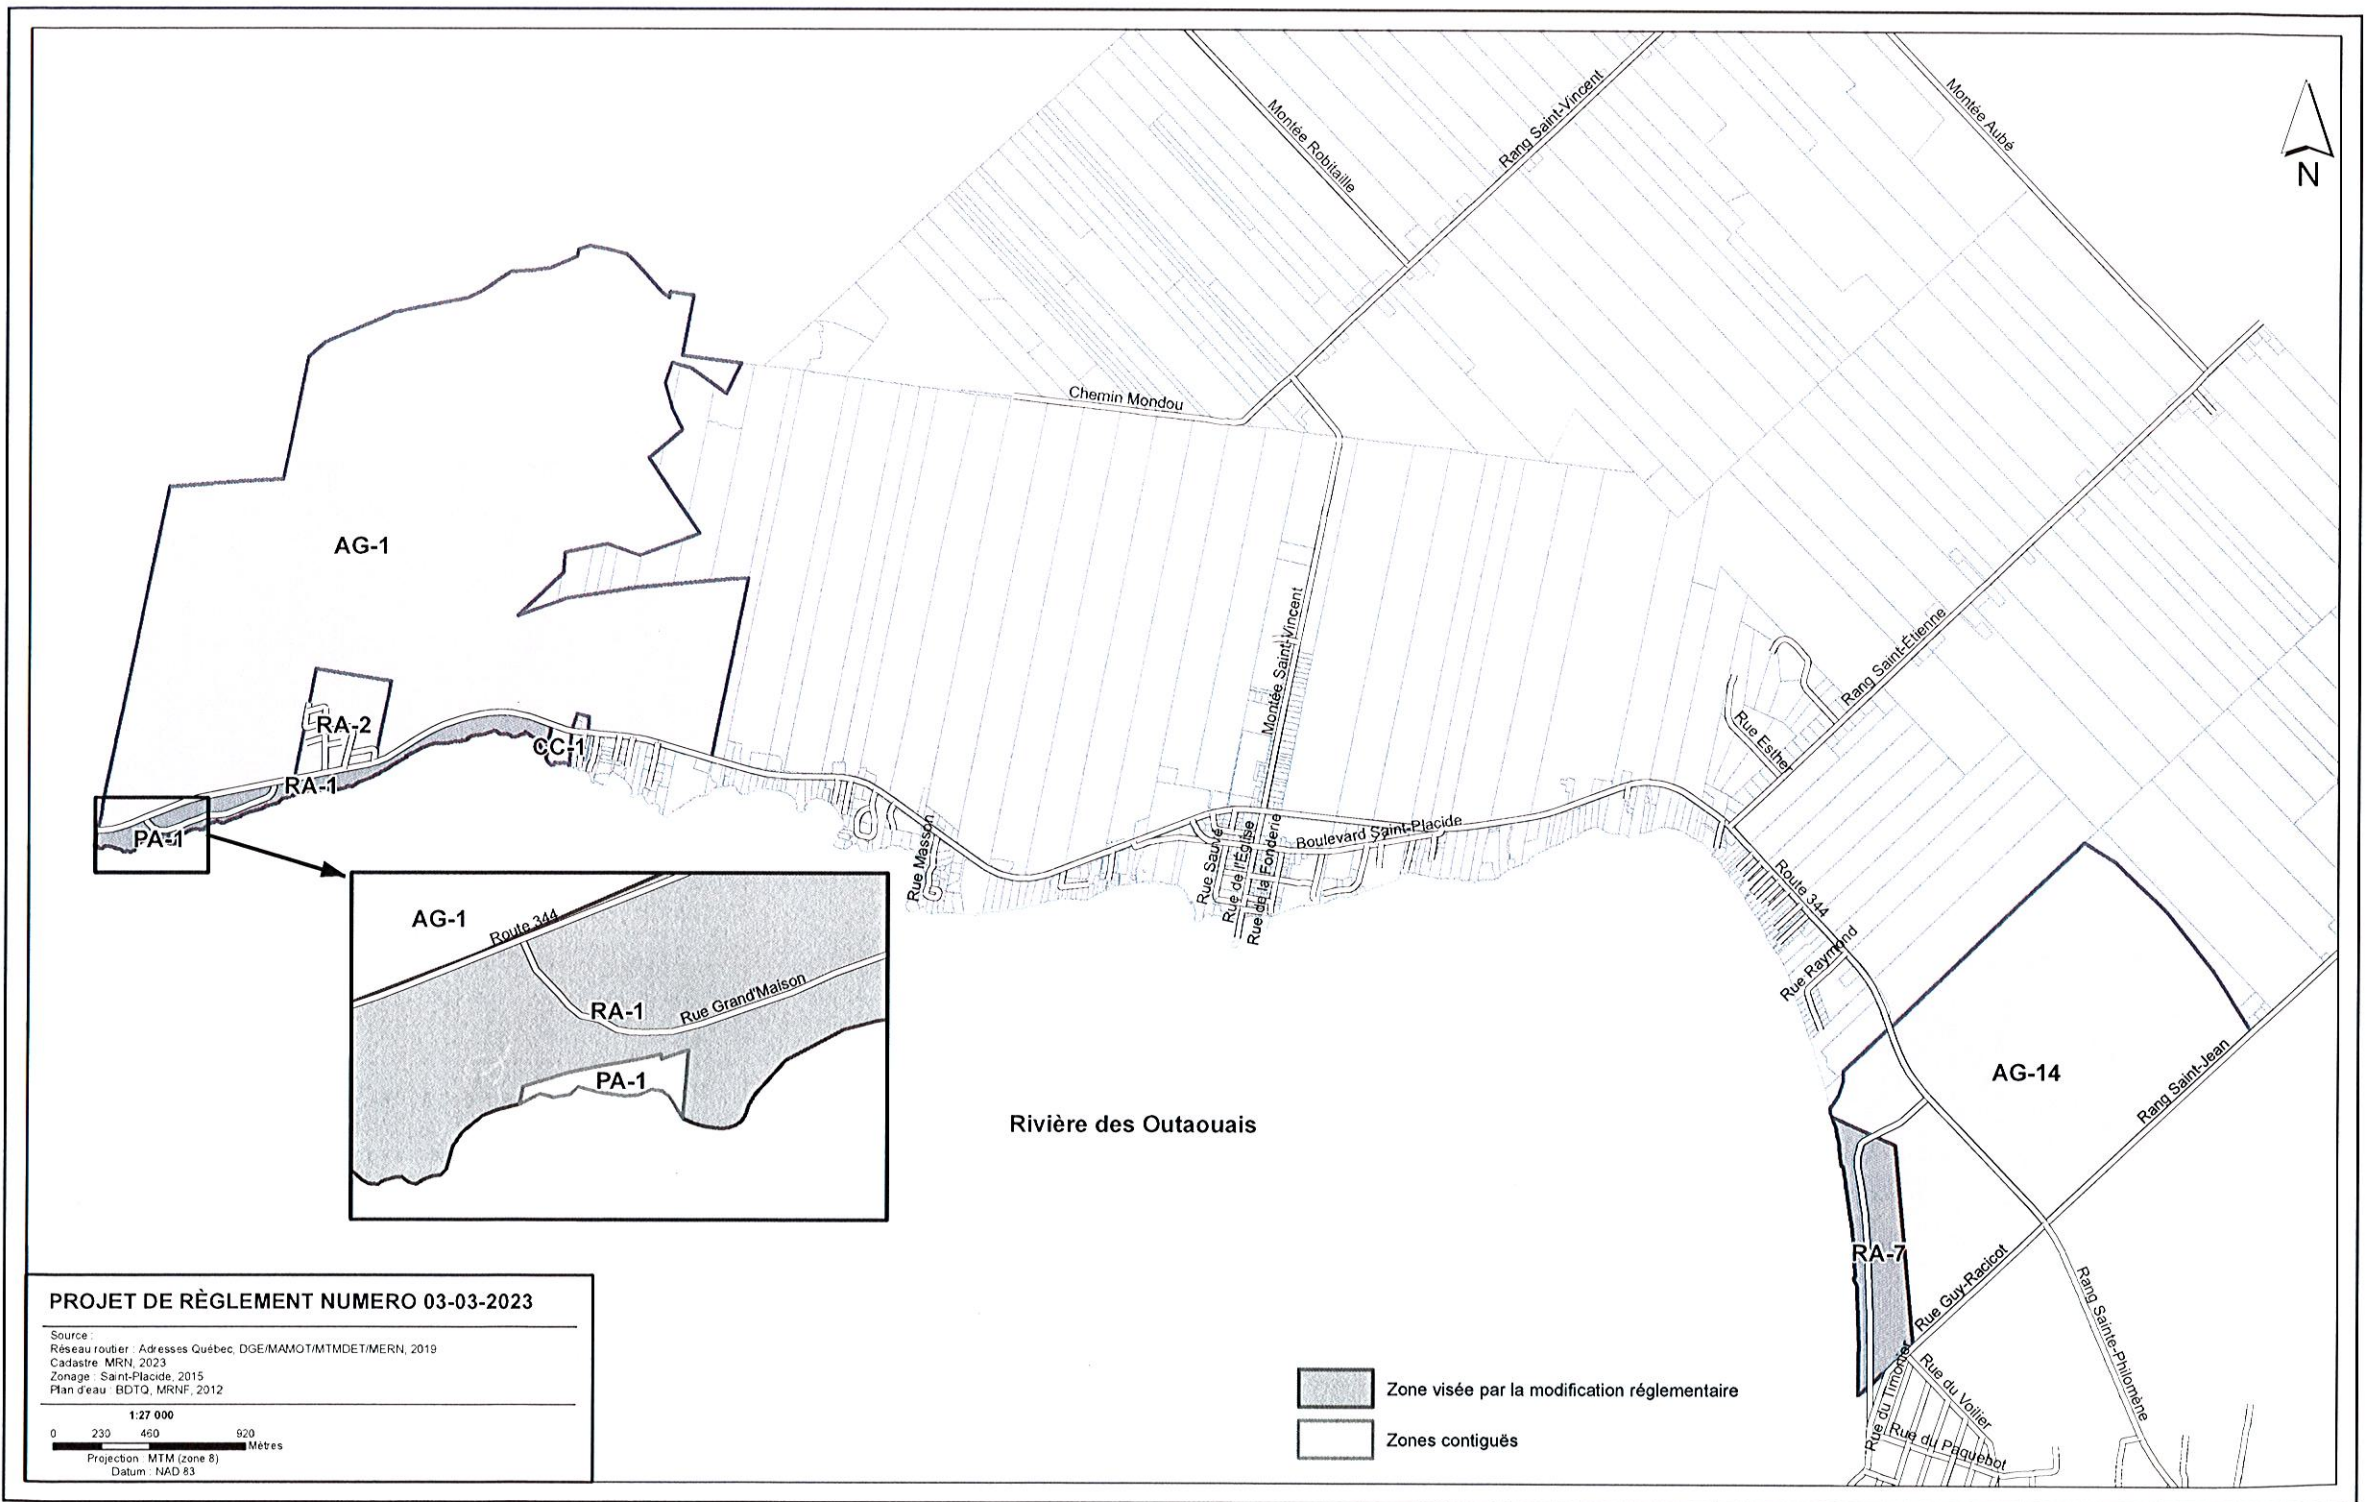 Montée Robitaille
Rang Saint-Vincent
Montée Aubé
N
Chemin Mondou
AG-1
Montée Saint-Vincent
Rang Saint-Étienne
RA-2
Rue Esther
CC-1
RA-1
PA-1
Rue Masson
Rue Sauvé
Rue de l'Église
Rue de la Fonderie
Boulevard Saint-Placide
Route 344
Rue Raymond
AG-1
Route 344
RA-1
Rue Grand'Maison
PA-1
Rivière des Outaouais
AG-14
Rang Saint-Jean
RA-7
Rue Guy-Racicot
Rang Sainte-Philomène
Rue du Timonier
Rue du Voilier
Rue du Paquebot
PROJET DE RÈGLEMENT NUMERO 03-03-2023
Source :
Réseau routier : Adresses Québec, DGE/MAMOT/MTMDET/MERN, 2019
Cadastre MRN, 2023
Zonage : Saint-Placide, 2015
Plan d'eau : BDTQ, MRNF, 2012
1:27 000
0 230 460 920
Mètres
Projection : MTM (zone 8)
Datum : NAD 83
Zone visée par la modification réglementaire
Zones contiguës